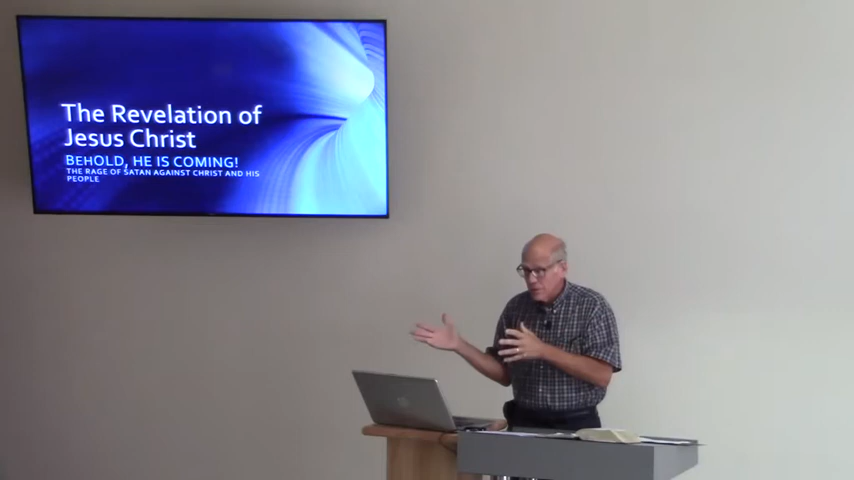 The Revelation of
Jesus Christ
BEHOLD, HE IS COMING!
THE RAGE OF SATAN AGAINST CHRIST AND HIS
PEOPLE